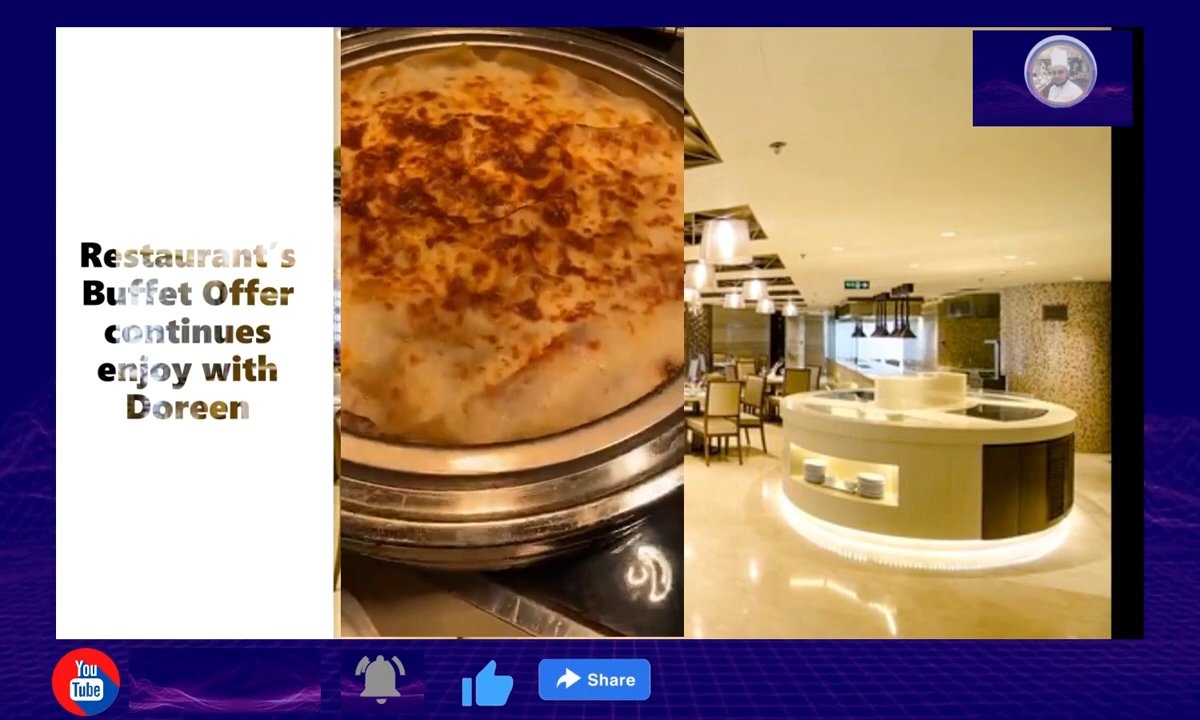 Restaurant's
Buffet Offer
continues
enjoy with
Doreen
You
Tube
Share